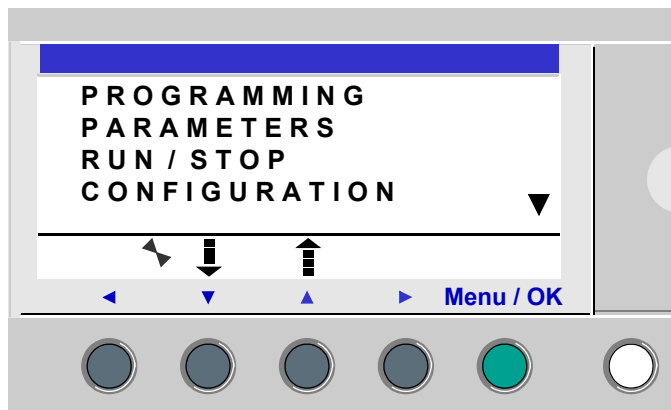 PROGRAMMING
PARAMETERS
RUN / STOP
CONFIGURATION
Menu / OK